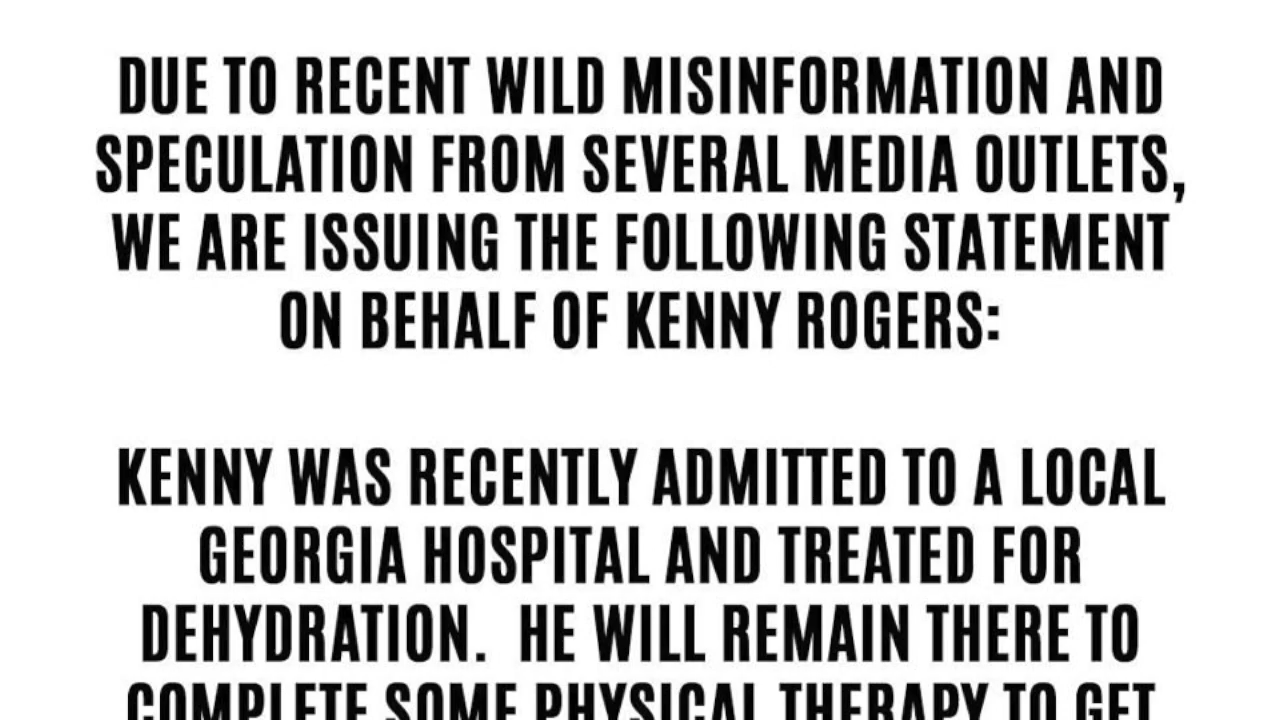 DUE TO RECENT WILD MISINFORMATION AND
SPECULATION FROM SEVERAL MEDIA OUTLETS,
WE ARE ISSUING THE FOLLOWING STATEMENT
ON BEHALF OF KENNY ROGERS:
KENNY WAS RECENTLY ADMITTED TO A LOCAL
GEORGIA HOSPITAL AND TREATED FOR
DEHYDRATION. HE WILL REMAIN THERE TO
COMPLETE SOME PHYSICAL THERAPY TO GET